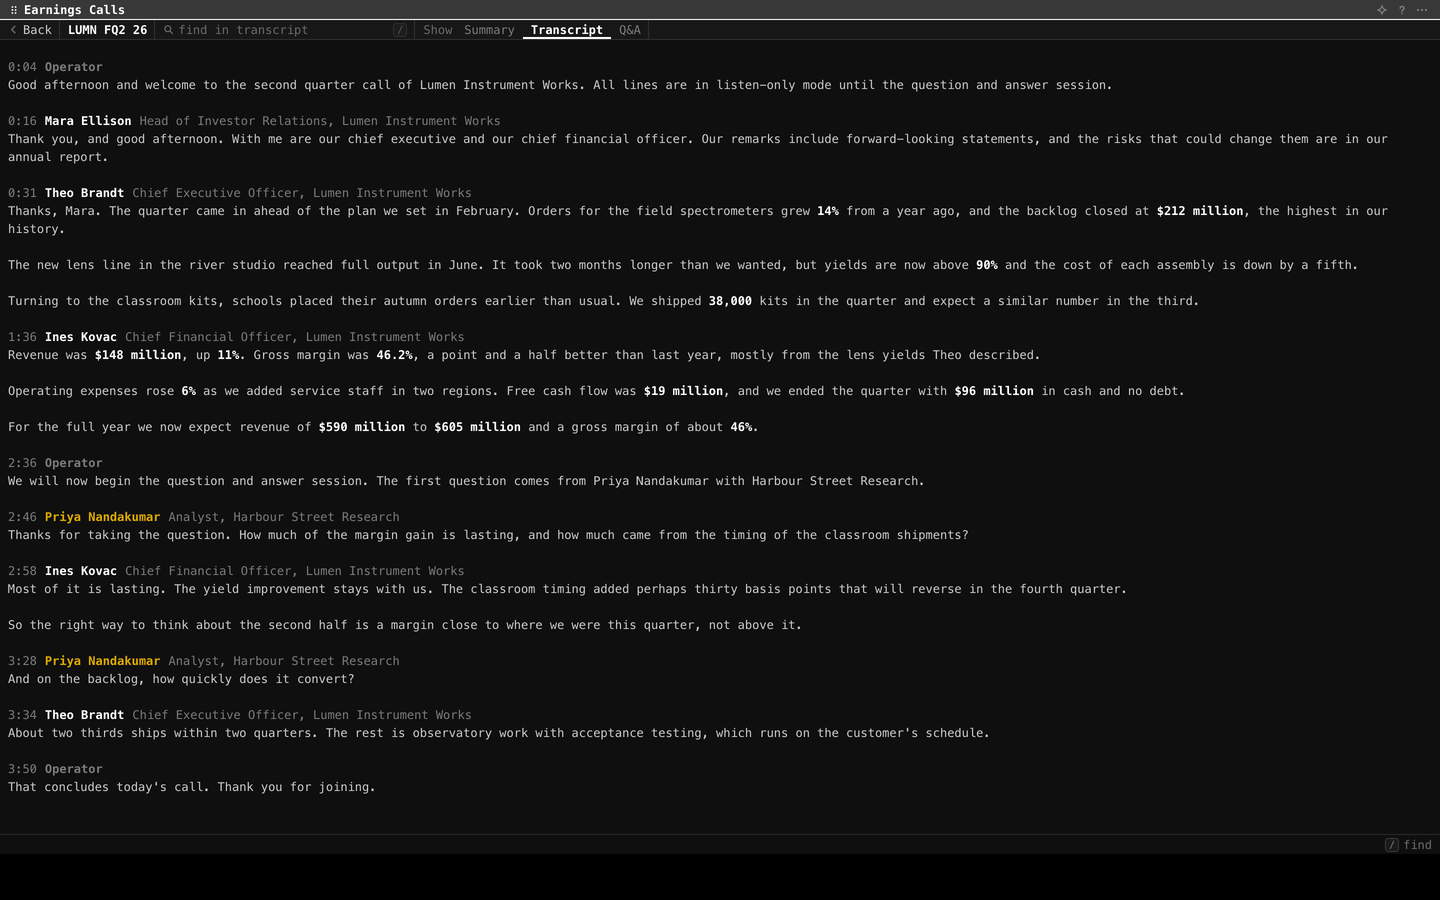 Earnings Calls ?
Back LUMN FQ2 26 find in transcript / Show Summary Transcript Q&A
0:04 Operator
Good afternoon and welcome to the second quarter call of Lumen Instrument Works. All lines are in listen-only mode until the question and answer session.
0:16 Mara Ellison Head of Investor Relations, Lumen Instrument Works
Thank you, and good afternoon. With me are our chief executive and our chief financial officer. Our remarks include forward-looking statements, and the risks that could change them are in our
annual report.
0:31 Theo Brandt Chief Executive Officer, Lumen Instrument Works
Thanks, Mara. The quarter came in ahead of the plan we set in February. Orders for the field spectrometers grew 14% from a year ago, and the backlog closed at $212 million, the highest in our
history.
The new lens line in the river studio reached full output in June. It took two months longer than we wanted, but yields are now above 90% and the cost of each assembly is down by a fifth.
Turning to the classroom kits, schools placed their autumn orders earlier than usual. We shipped 38,000 kits in the quarter and expect a similar number in the third.
1:36 Ines Kovac Chief Financial Officer, Lumen Instrument Works
Revenue was $148 million, up 11%. Gross margin was 46.2%, a point and a half better than last year, mostly from the lens yields Theo described.
Operating expenses rose 6% as we added service staff in two regions. Free cash flow was $19 million, and we ended the quarter with $96 million in cash and no debt.
For the full year we now expect revenue of $590 million to $605 million and a gross margin of about 46%.
2:36 Operator
We will now begin the question and answer session. The first question comes from Priya Nandakumar with Harbour Street Research.
2:46 Priya Nandakumar Analyst, Harbour Street Research
Thanks for taking the question. How much of the margin gain is lasting, and how much came from the timing of the classroom shipments?
2:58 Ines Kovac Chief Financial Officer, Lumen Instrument Works
Most of it is lasting. The yield improvement stays with us. The classroom timing added perhaps thirty basis points that will reverse in the fourth quarter.
So the right way to think about the second half is a margin close to where we were this quarter, not above it.
3:28 Priya Nandakumar Analyst, Harbour Street Research
And on the backlog, how quickly does it convert?
3:34 Theo Brandt Chief Executive Officer, Lumen Instrument Works
About two thirds ships within two quarters. The rest is observatory work with acceptance testing, which runs on the customer's schedule.
3:50 Operator
That concludes today's call. Thank you for joining.
/ find